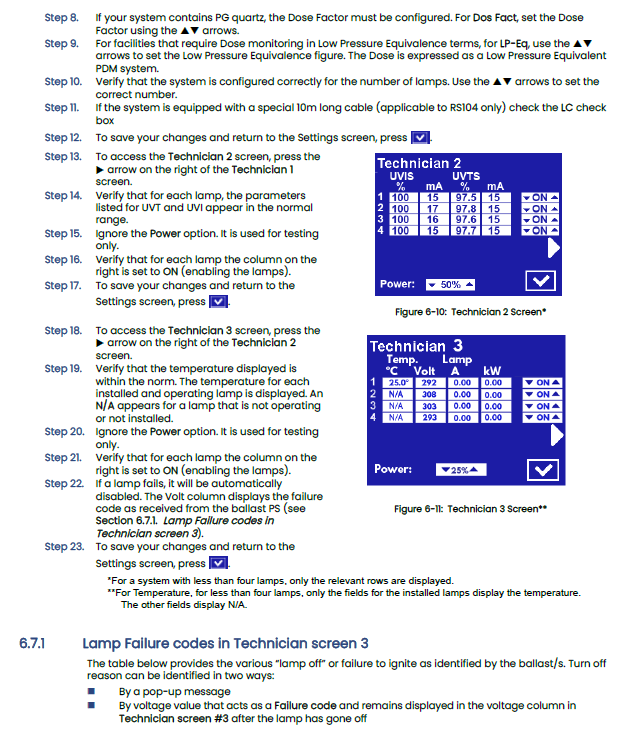 Step 8. If your system contains PG quartz, the Dose Factor must be configured. For Dos Fact, set the Dose
Factor using the ▲▼ arrows.
Step 9. For facilities that require Dose monitoring in Low Pressure Equivalence terms, for LP-Eq, use the ▲▼
arrows to set the Low Pressure Equivalence figure. The Dose is expressed as a Low Pressure Equivalent
PDM system.
Step 10. Verify that the system is configured correctly for the number of lamps. Use the ▲▼ arrows to set the
correct number.
Step 11. If the system is equipped with a special 10m long cable (applicable to RS104 only) check the LC check
box
Step 12. To save your changes and return to the Settings screen, press ✓.
Step 13. To access the Technician 2 screen, press the
▶ arrow on the right of the Technician 1
screen.
Step 14. Verify that for each lamp, the parameters
listed for UVT and UVI appear in the normal
range.
Step 15. Ignore the Power option. It is used for testing
only.
Step 16. Verify that for each lamp the column on the
right is set to ON (enabling the lamps).
Step 17. To save your changes and return to the
Settings screen, press ✓.
Technician 2
UVIS UVTS
% mA % mA
1 100 15 97.5 15 ▼ ON ▲
2 100 17 97.8 15 ▼ ON ▲
3 100 16 97.6 15 ▼ ON ▲
4 100 15 97.7 15 ▼ ON ▲
Power: ▼ 50% ▲
Figure 6-10: Technician 2 Screen*
Step 18. To access the Technician 3 screen, press the
▶ arrow on the right of the Technician 2
screen.
Step 19. Verify that the temperature displayed is
within the norm. The temperature for each
installed and operating lamp is displayed. An
N/A appears for a lamp that is not operating
or not installed.
Step 20. Ignore the Power option. It is used for testing
only.
Step 21. Verify that for each lamp the column on the
right is set to ON (enabling the lamps).
Step 22. If a lamp fails, it will be automatically
disabled. The Volt column displays the failure
code as received from the ballast PS (see
Section 6.7.1. Lamp Failure codes in
Technician screen 3).
Step 23. To save your changes and return to the
Settings screen, press ✓.
Technician 3
Temp. Lamp
°C Volt A kW
1 25.0° 292 0.00 0.00 ▼ ON ▲
2 N/A 308 0.00 0.00 ▼ ON ▲
3 N/A 303 0.00 0.00 ▼ ON ▲
4 N/A 293 0.00 0.00 ▼ ON ▲
Power: ▼25%▲
Figure 6-11: Technician 3 Screen**
*For a system with less than four lamps, only the relevant rows are displayed.
**For Temperature, for less than four lamps, only the fields for the installed lamps display the temperature.
The other fields display N/A.
6.7.1 Lamp Failure codes in Technician screen 3
The table below provides the various "lamp off" or failure to ignite as identified by the ballast/s. Turn off
reason can be identified in two ways:
■ By a pop-up message
■ By voltage value that acts as a Failure code and remains displayed in the voltage column in
Technician screen #3 after the lamp has gone off